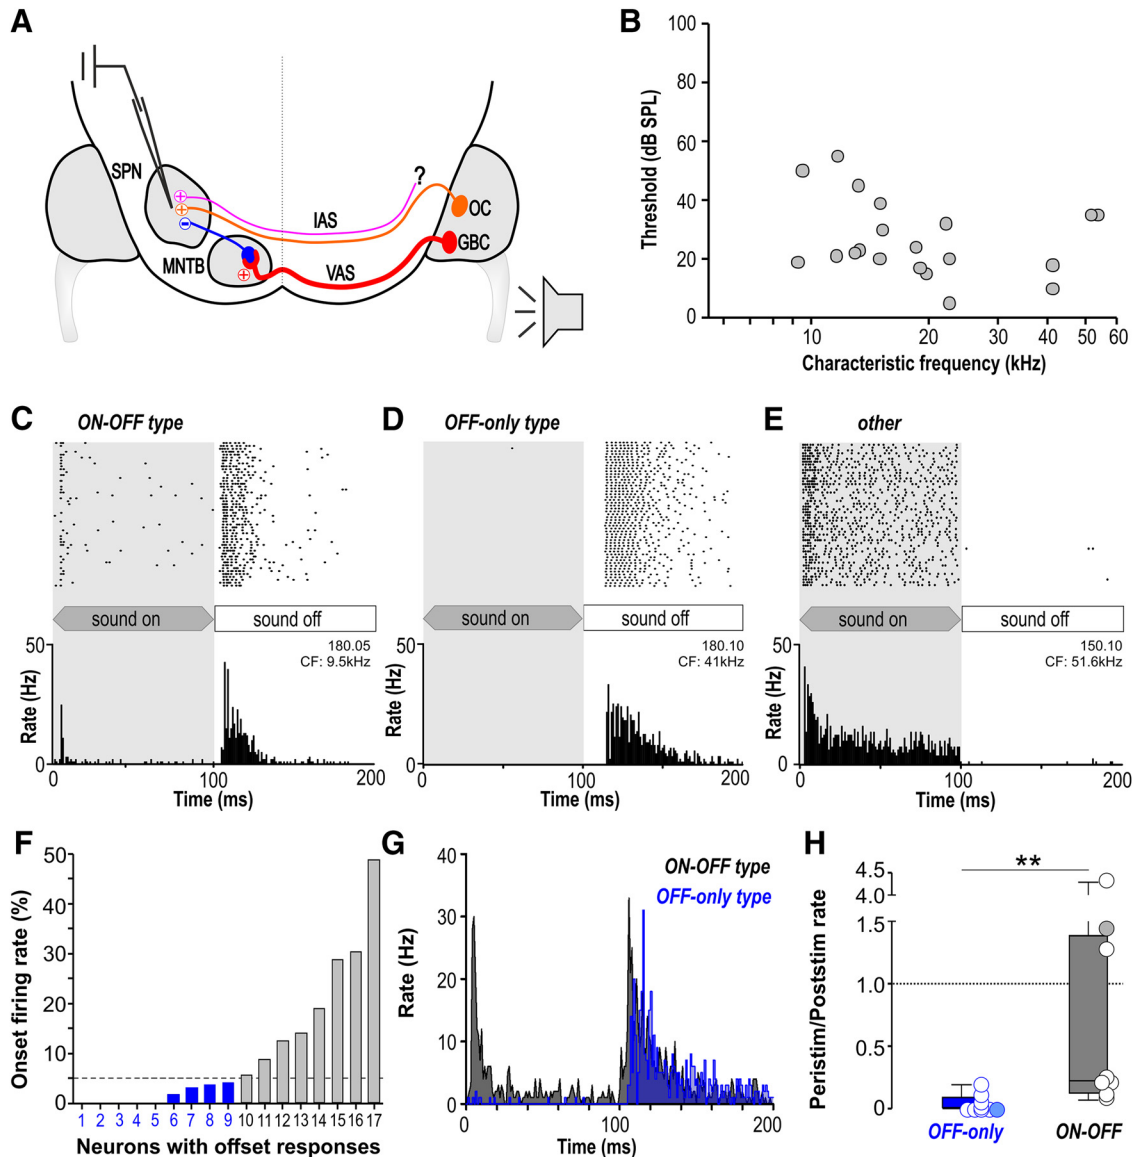 A
SPN
?
IAS
OC
GBC
MNTB
VAS
B
Threshold (dB SPL)
100
80
60
40
20
0
10 20 30 40 50 60
Characteristic frequency (kHz)
C
ON-OFF type
sound on
sound off
50
180.05
CF: 9.5kHz
Rate (Hz)
0
0 100 200
Time (ms)
D
OFF-only type
sound on
sound off
50
180.10
CF: 41kHz
Rate (Hz)
0
0 100 200
Time (ms)
E
other
sound on
sound off
50
150.10
CF: 51.6kHz
Rate (Hz)
0
0 100 200
Time (ms)
F
Onset firing rate (%)
50
30
20
10
0
1 2 3 4 5 6 7 8 9 10 11 12 13 14 15 16 17
Neurons with offset responses
G
ON-OFF type
OFF-only type
Rate (Hz)
40
30
20
10
0
0 100 200
Time (ms)
H
**
Peristim/Poststim rate
4.5
4.0
1.5
1.0
0.5
0
OFF-only ON-OFF